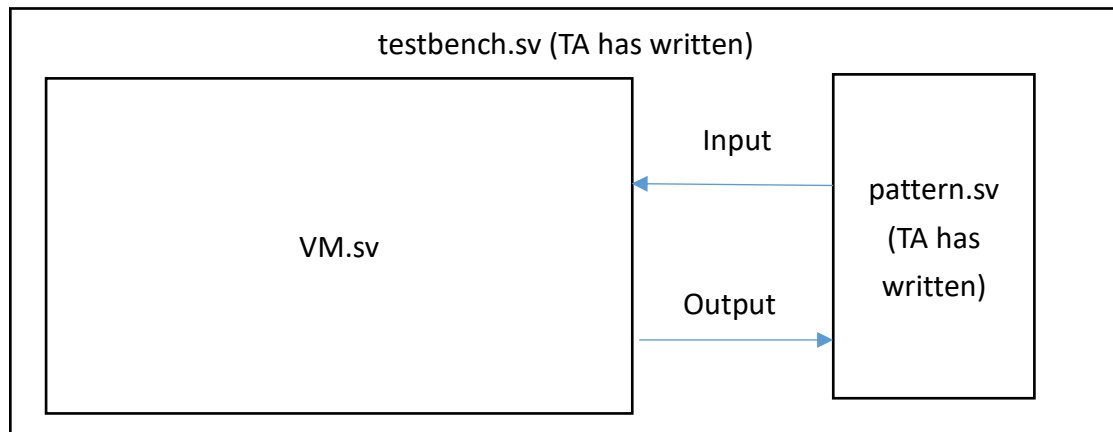 testbench.sv (TA has written)
Input
VM.sv
pattern.sv
(TA has
written)
Output